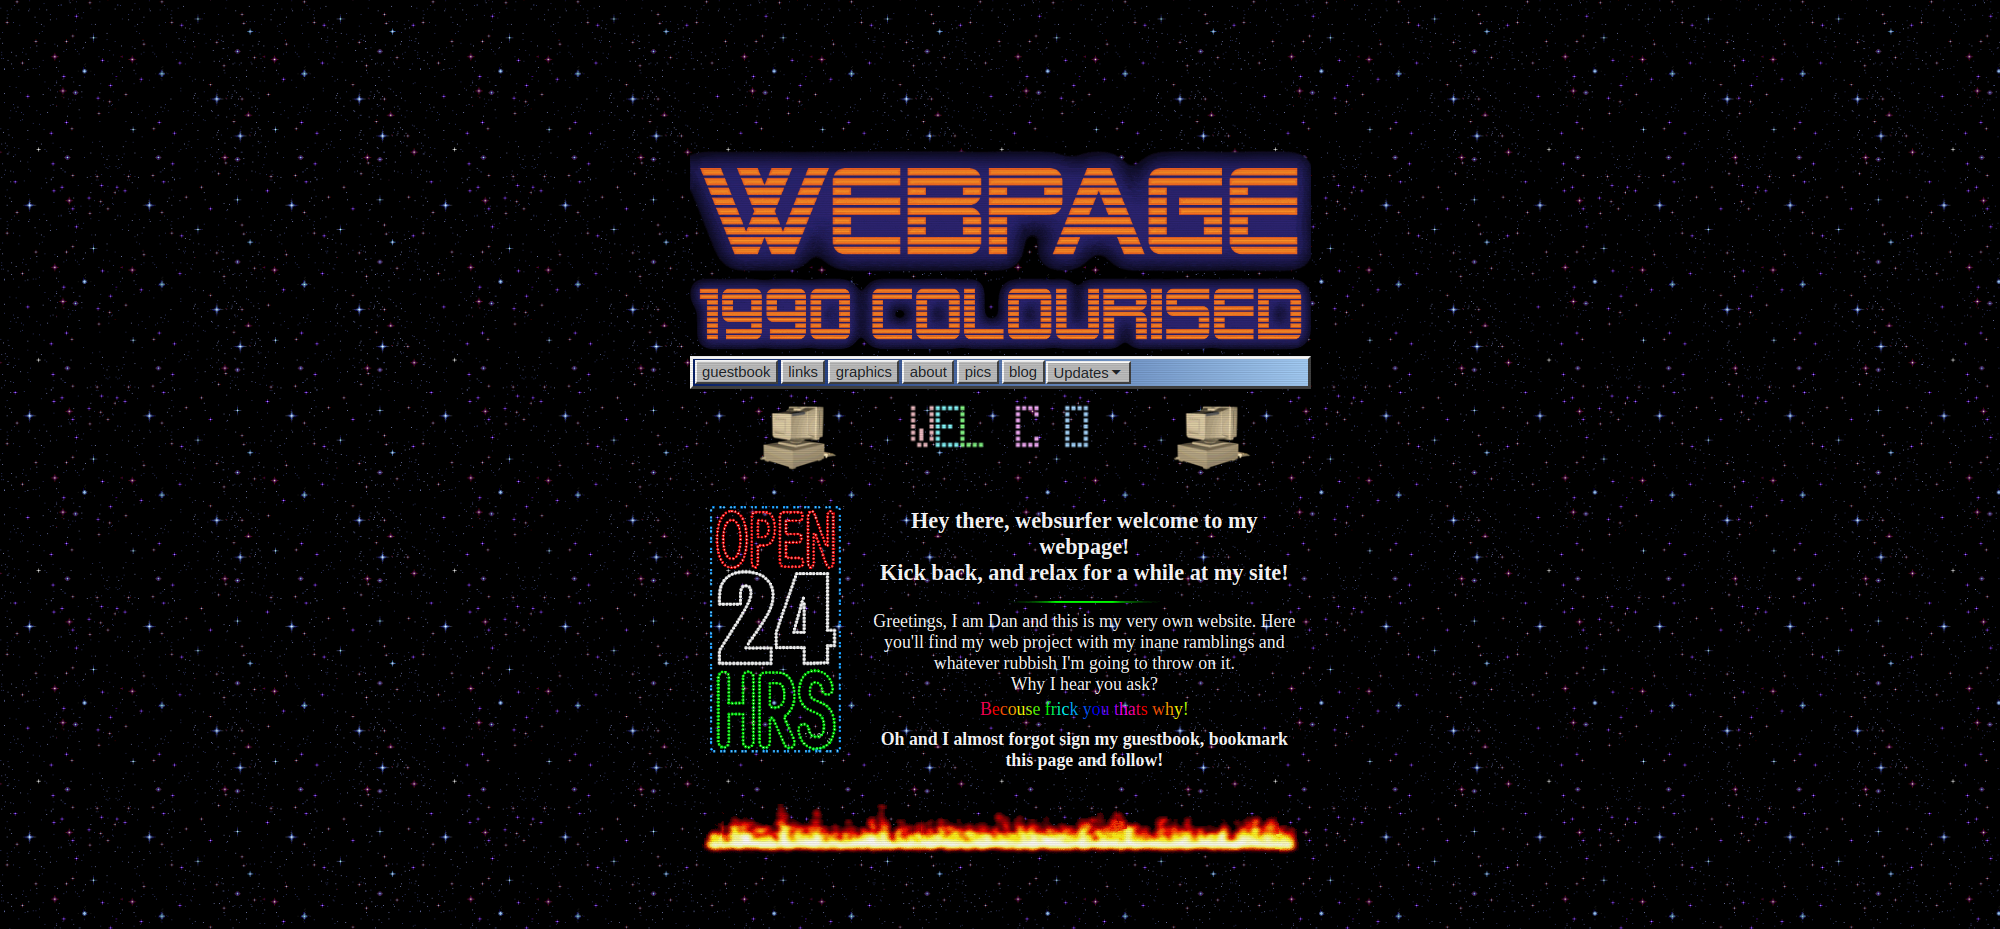 WEBPAGE
1990 COLOURISED
guestbook links graphics about pics blog Updates
WEL C O
OPEN
24
HRS
Hey there, websurfer welcome to my
webpage!
Kick back, and relax for a while at my site!
Greetings, I am Dan and this is my very own website. Here
you'll find my web project with my inane ramblings and
whatever rubbish I'm going to throw on it.
Why I hear you ask?
Becouse frick you thats why!
Oh and I almost forgot sign my guestbook, bookmark
this page and follow!